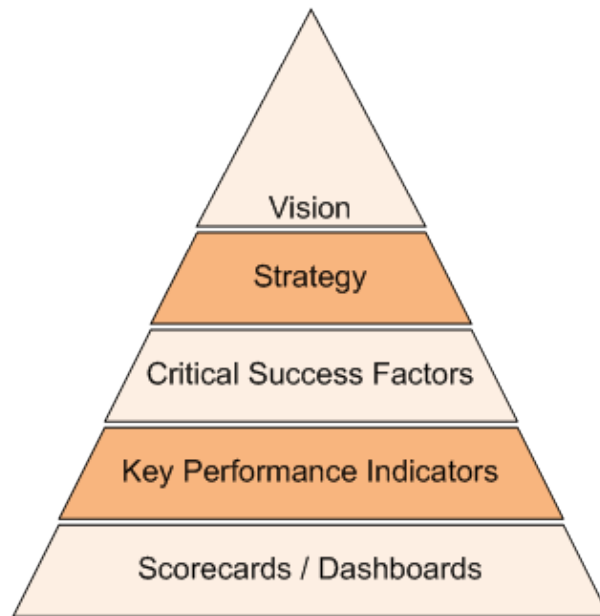 Vision
Strategy
Critical Success Factors
Key Performance Indicators
Scorecards / Dashboards